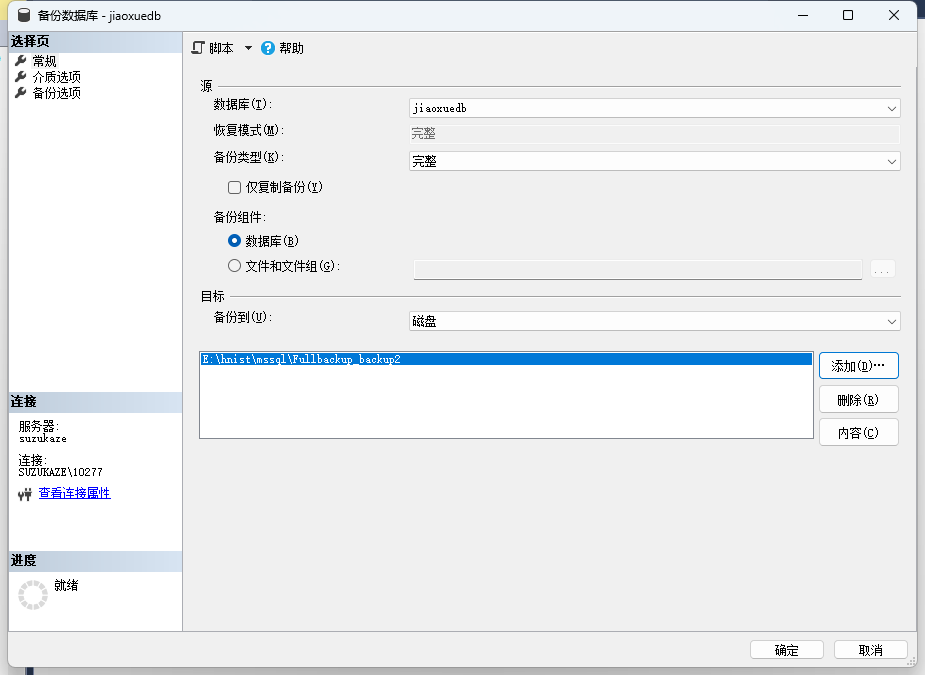 备份数据库 - jiaoxuedb
选择页
常规
介质选项
备份选项
脚本
帮助
源
数据库(T):
jiaoxuedb
恢复模式(M):
完整
备份类型(K):
完整
仅复制备份(Y)
备份组件:
数据库(B)
文件和文件组(G):
...
目标
备份到(U):
磁盘
E:\hnist\mssql\Fullbackup_backup2
添加(D)...
删除(R)
内容(C)
连接
服务器:
suzukaze
连接:
SUZUKAZE\10277
查看连接属性
进度
就绪
确定
取消